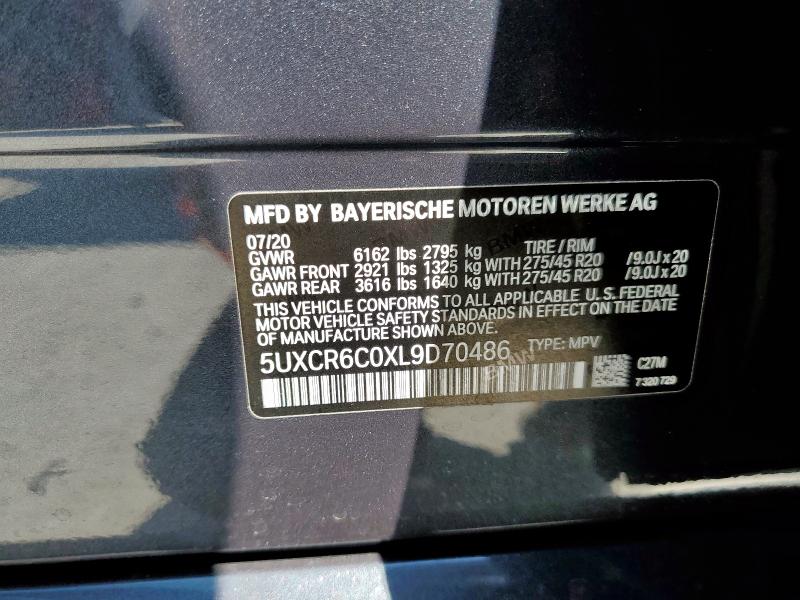 MFD BY BAYERISCHE MOTOREN WERKE AG
07/20 TIRE / RIM
GVWR 6162 lbs 2795 kg
GAWR FRONT 2921 lbs 1325 kg WITH 275/45 R20 /9.0J x 20
GAWR REAR 3616 lbs 1640 kg WITH 275/45 R20 /9.0J x 20
THIS VEHICLE CONFORMS TO ALL APPLICABLE U.S. FEDERAL
MOTOR VEHICLE SAFETY STANDARDS IN EFFECT ON THE DATE
OF MANUFACTURE SHOWN ABOVE.
5UXCR6C0XL9D70486 TYPE: MPV
C27M
7 320 729